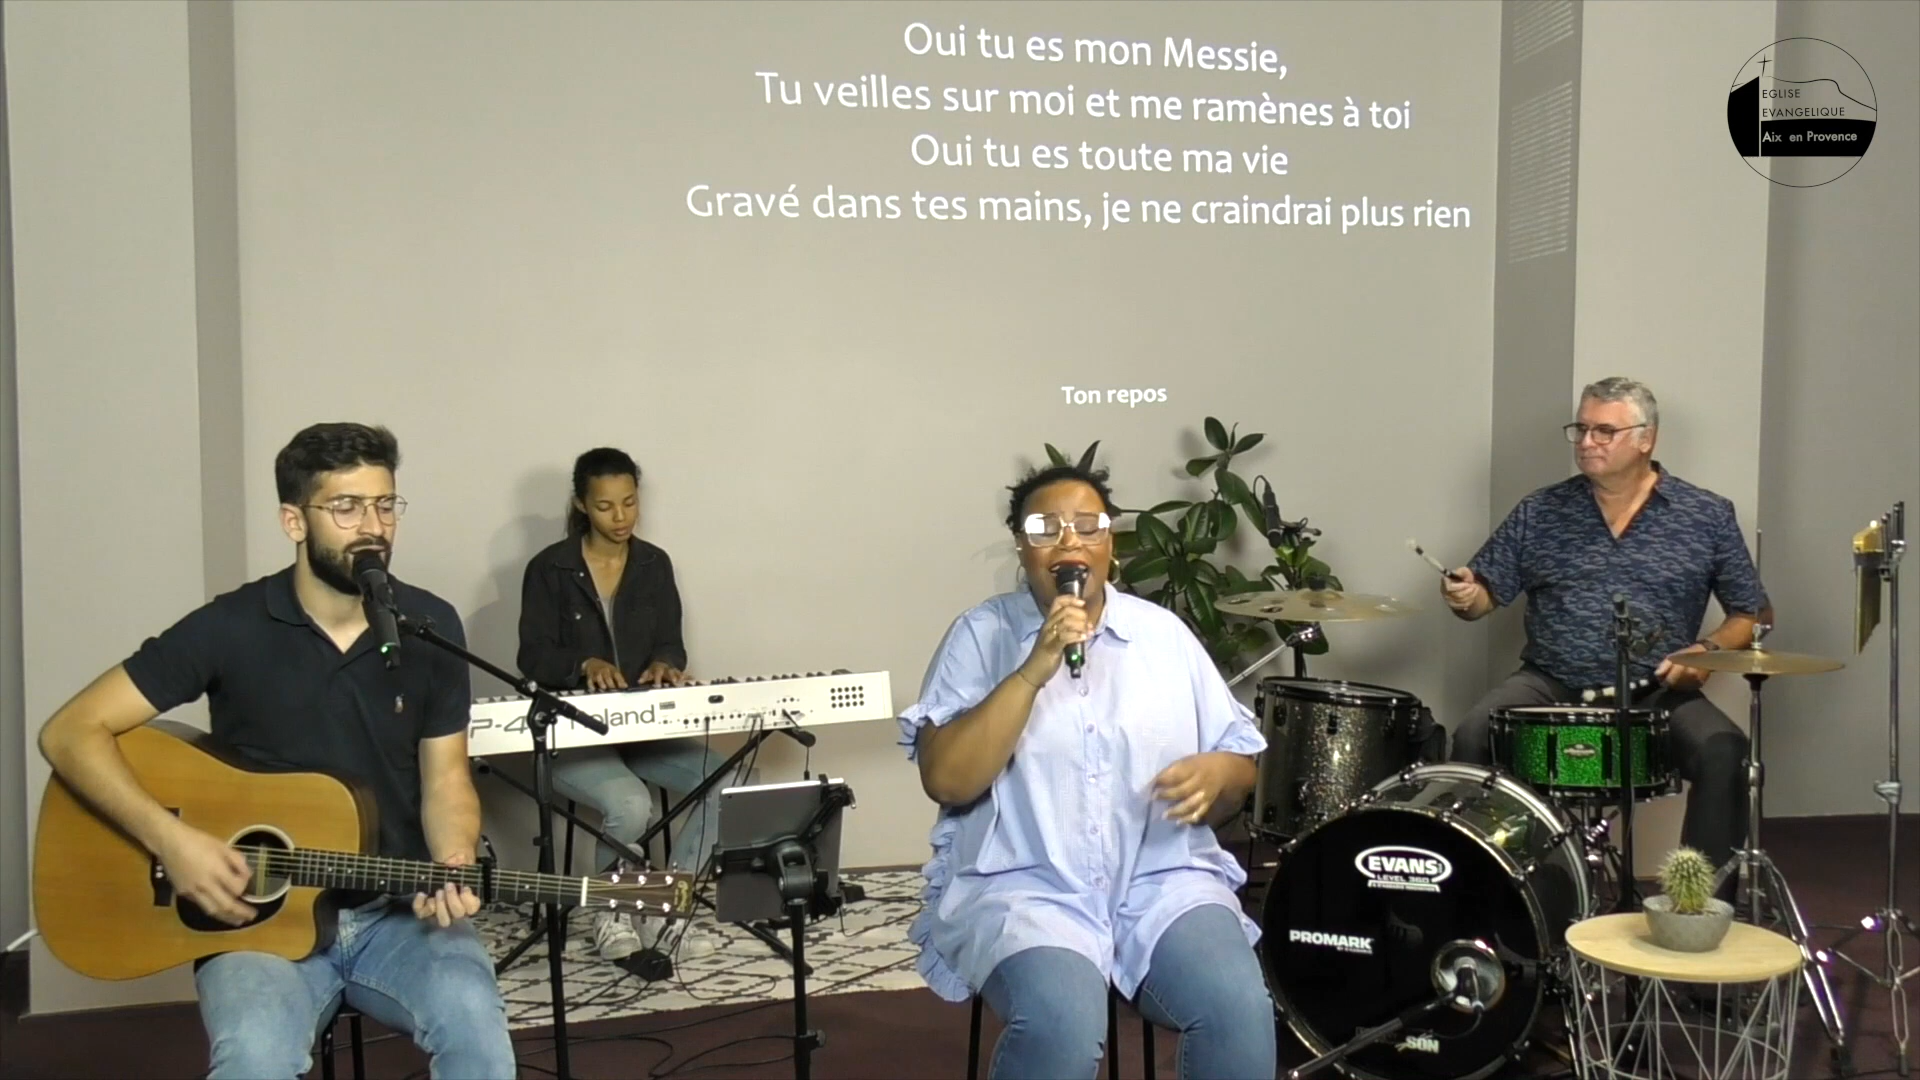 Oui tu es mon Messie,
Tu veilles sur moi et me ramènes à toi
Oui tu es toute ma vie
Gravé dans tes mains, je ne craindrai plus rien
Ton repos
EGLISE
EVANGELIQUE
Aix en Provence
Roland
EVANS
LEVEL 360
PROMARK